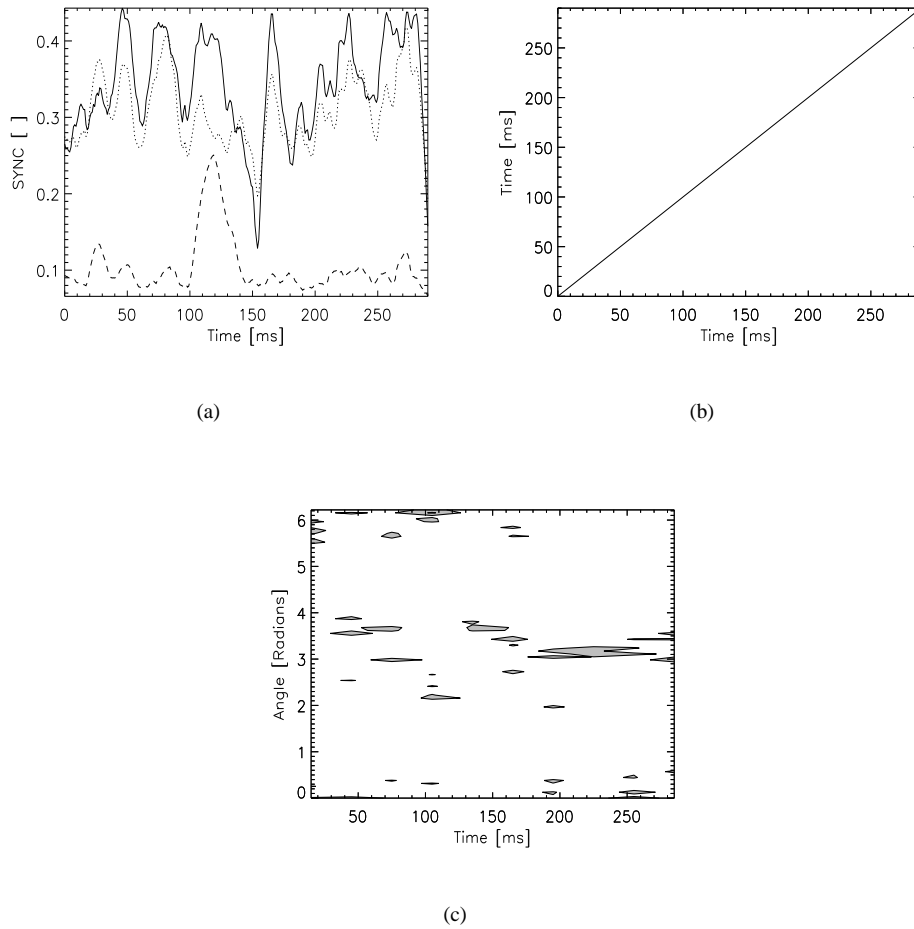 0.4
0.3
0.2
0.1
SYNC [ ]
0 50 100 150 200 250
Time [ms]
(a)
250
200
150
100
50
0
Time [ms]
0 50 100 150 200 250
Time [ms]
(b)
6
5
4
3
2
1
0
Angle [Radians]
50 100 150 200 250
Time [ms]
(c)